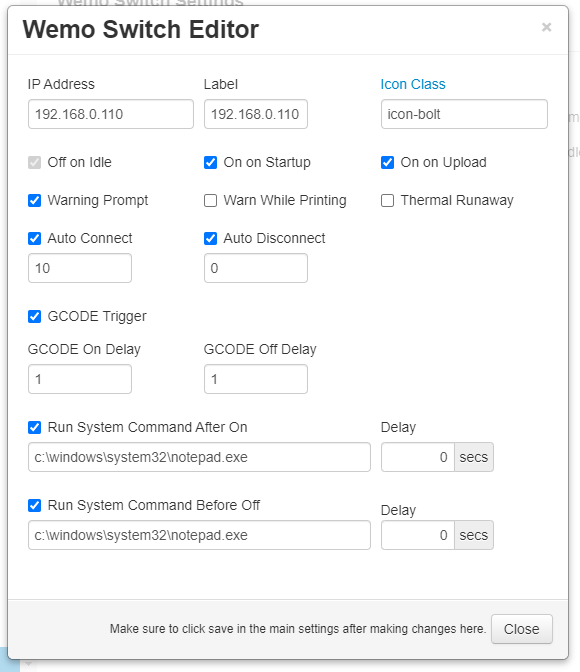 Wemo Switch Settings
Wemo Switch Editor ×
IP Address Label Icon Class
192.168.0.110 192.168.0.110 icon-bolt
Off on Idle On on Startup On on Upload
Warning Prompt Warn While Printing Thermal Runaway
Auto Connect Auto Disconnect
10 0
GCODE Trigger
GCODE On Delay GCODE Off Delay
1 1
Run System Command After On Delay
c:\windows\system32\notepad.exe 0 secs
Run System Command Before Off Delay
c:\windows\system32\notepad.exe 0 secs
Make sure to click save in the main settings after making changes here. Close